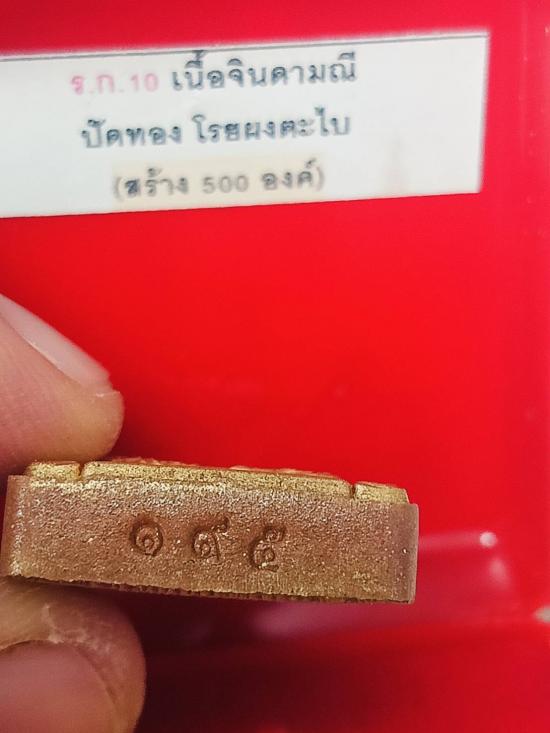 ร.ก.10 เนื้อจินดามณี
ปัดทอง โรยผงตะไบ
(สร้าง 500 องค์)
๑๙๕